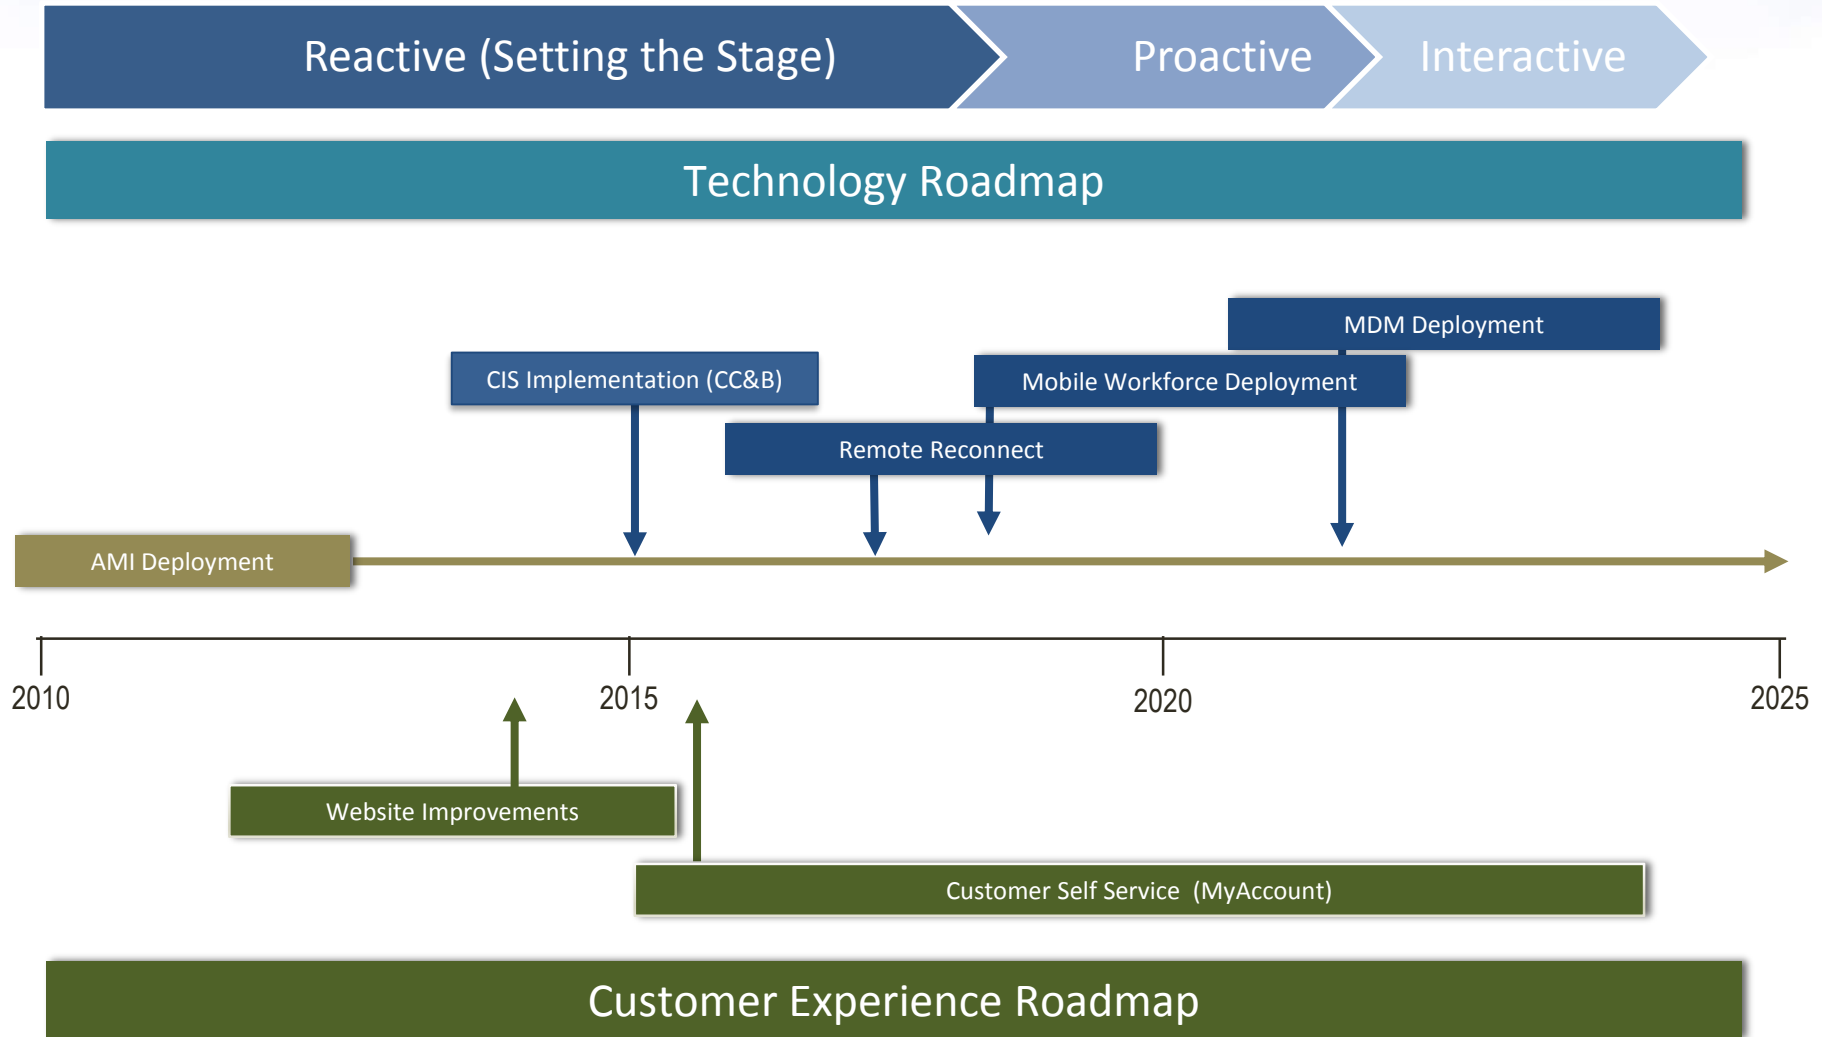 Reactive (Setting the Stage)
Proactive
Interactive
Technology Roadmap
MDM Deployment
CIS Implementation (CC&B)
Mobile Workforce Deployment
Remote Reconnect
AMI Deployment
2010
2015
2020
2025
Website Improvements
Customer Self Service (MyAccount)
Customer Experience Roadmap